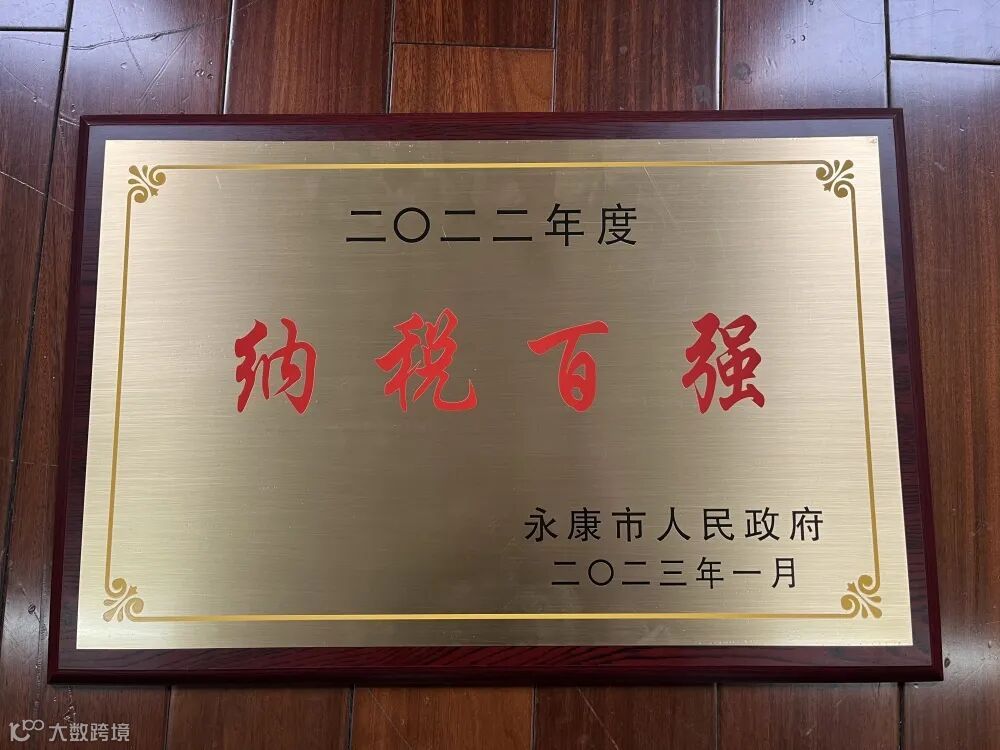 二〇二二年度
纳税百强
永康市人民政府
二〇二三年一月
大数跨境